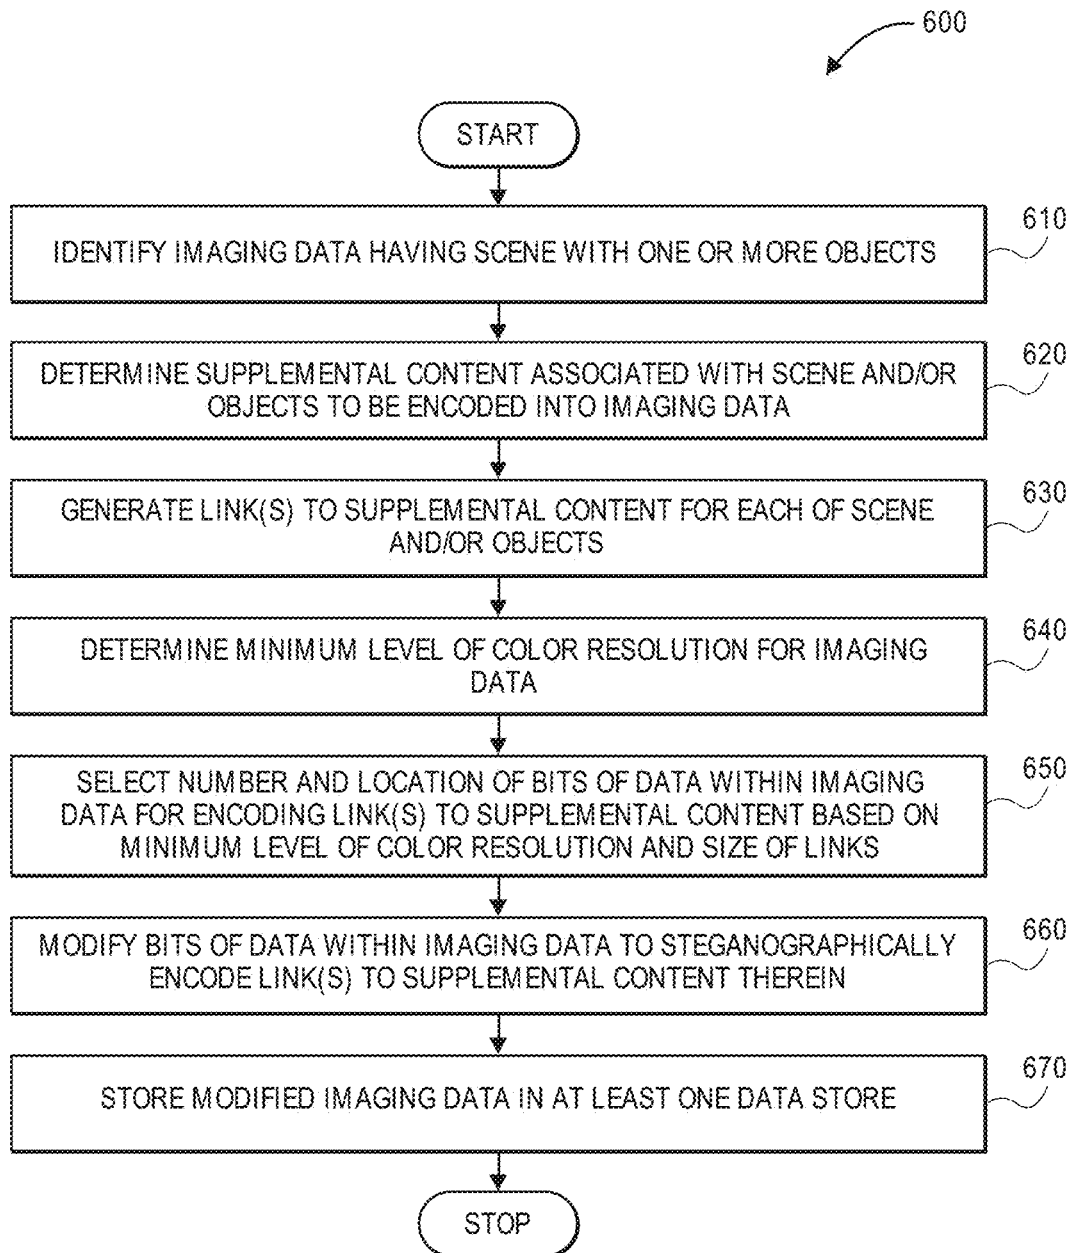 600
START
IDENTIFY IMAGING DATA HAVING SCENE WITH ONE OR MORE OBJECTS
610
DETERMINE SUPPLEMENTAL CONTENT ASSOCIATED WITH SCENE AND/OR
OBJECTS TO BE ENCODED INTO IMAGING DATA
620
GENERATE LINK(S) TO SUPPLEMENTAL CONTENT FOR EACH OF SCENE
AND/OR OBJECTS
630
DETERMINE MINIMUM LEVEL OF COLOR RESOLUTION FOR IMAGING
DATA
640
SELECT NUMBER AND LOCATION OF BITS OF DATA WITHIN IMAGING
DATA FOR ENCODING LINK(S) TO SUPPLEMENTAL CONTENT BASED ON
MINIMUM LEVEL OF COLOR RESOLUTION AND SIZE OF LINKS
650
MODIFY BITS OF DATA WITHIN IMAGING DATA TO STEGANOGRAPHICALLY
ENCODE LINK(S) TO SUPPLEMENTAL CONTENT THEREIN
660
STORE MODIFIED IMAGING DATA IN AT LEAST ONE DATA STORE
670
STOP